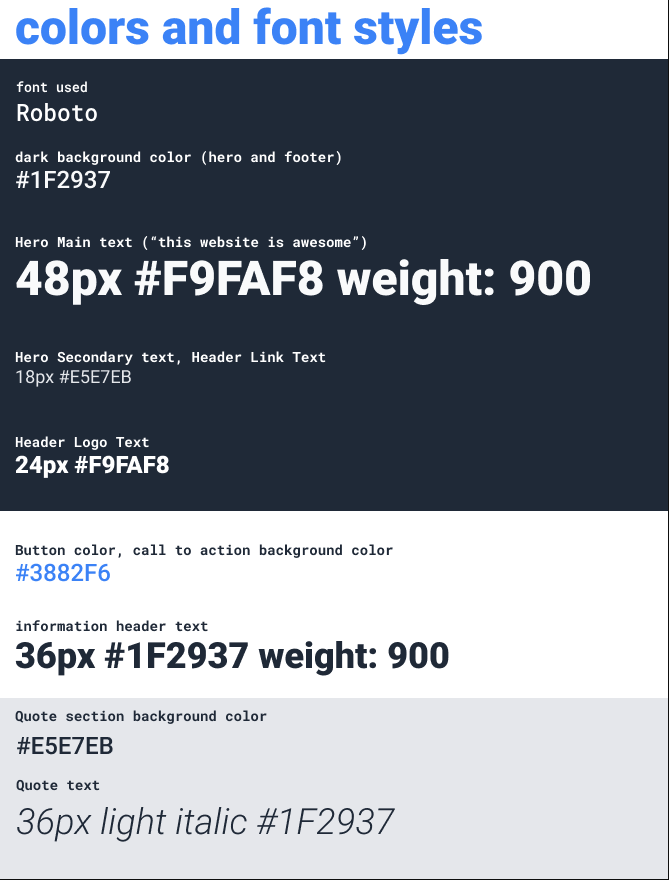 colors and font styles
font used
Roboto
dark background color (hero and footer)
#1F2937
Hero Main text (“this website is awesome”)
48px #F9FAF8 weight: 900
Hero Secondary text, Header Link Text
18px #E5E7EB
Header Logo Text
24px #F9FAF8
Button color, call to action background color
#3882F6
information header text
36px #1F2937 weight: 900
Quote section background color
#E5E7EB
Quote text
36px light italic #1F2937